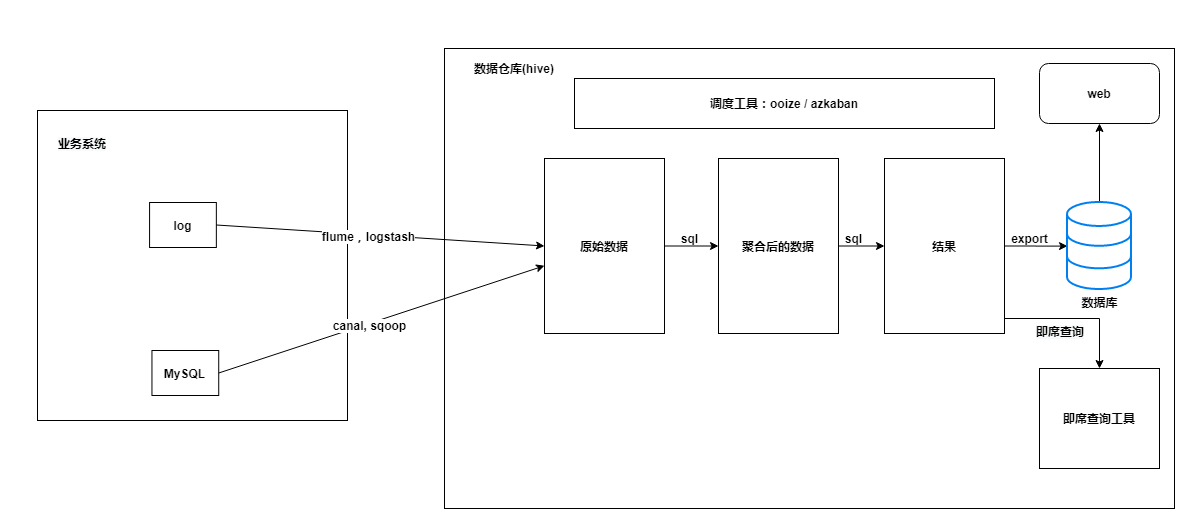 数据仓库(hive)
调度工具：ooize / azkaban
web
业务系统
log
flume，logstash
原始数据
sql
聚合后的数据
sql
结果
export
数据库
canal, sqoop
即席查询
MySQL
即席查询工具